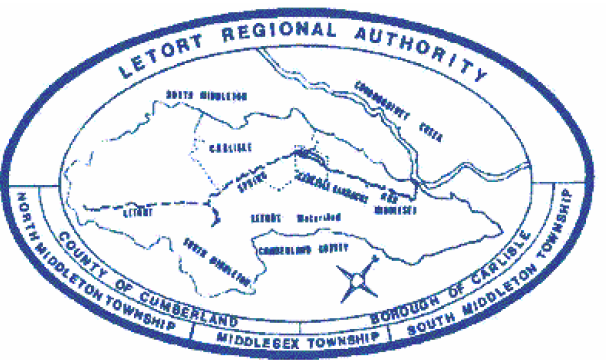 LETORT REGIONAL AUTHORITY
MIDDLETON
CONODOGUINET CREEK
CARLISLE
SPRING
CARLISLE BARRACKS
RUN
MIDDLESEX
LETORT
LETORT Watershed
SOUTH MIDDLETON
CUMBERLAND COUNTY
COUNTY OF CUMBERLAND
BOROUGH OF CARLISLE
NORTH MIDDLETON TOWNSHIP
MIDDLESEX TOWNSHIP
SOUTH MIDDLETON TOWNSHIP